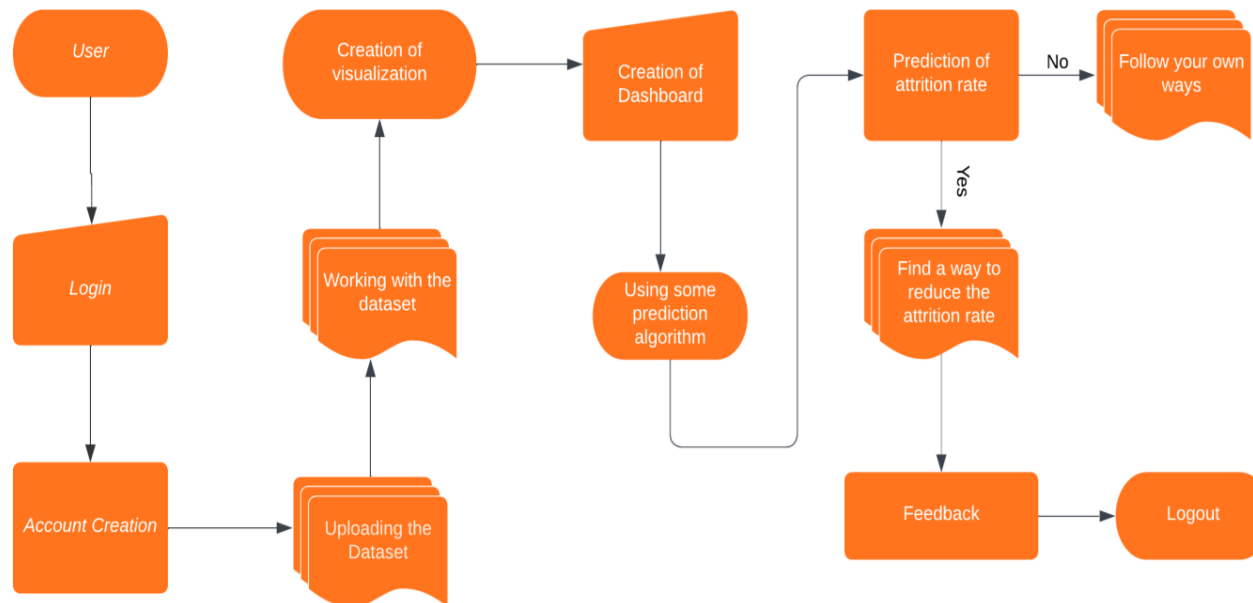 User
Login
Account Creation
Uploading the
Dataset
Working with the
dataset
Creation of
visualization
Creation of
Dashboard
Using some
prediction
algorithm
Prediction of
attrition rate
No
Follow your own
ways
Yes
Find a way to
reduce the
attrition rate
Feedback
Logout